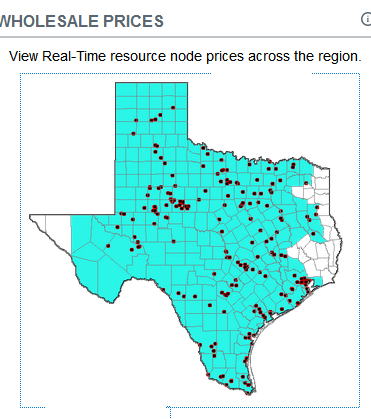 WHOLESALE PRICES
View Real-Time resource node prices across the region.